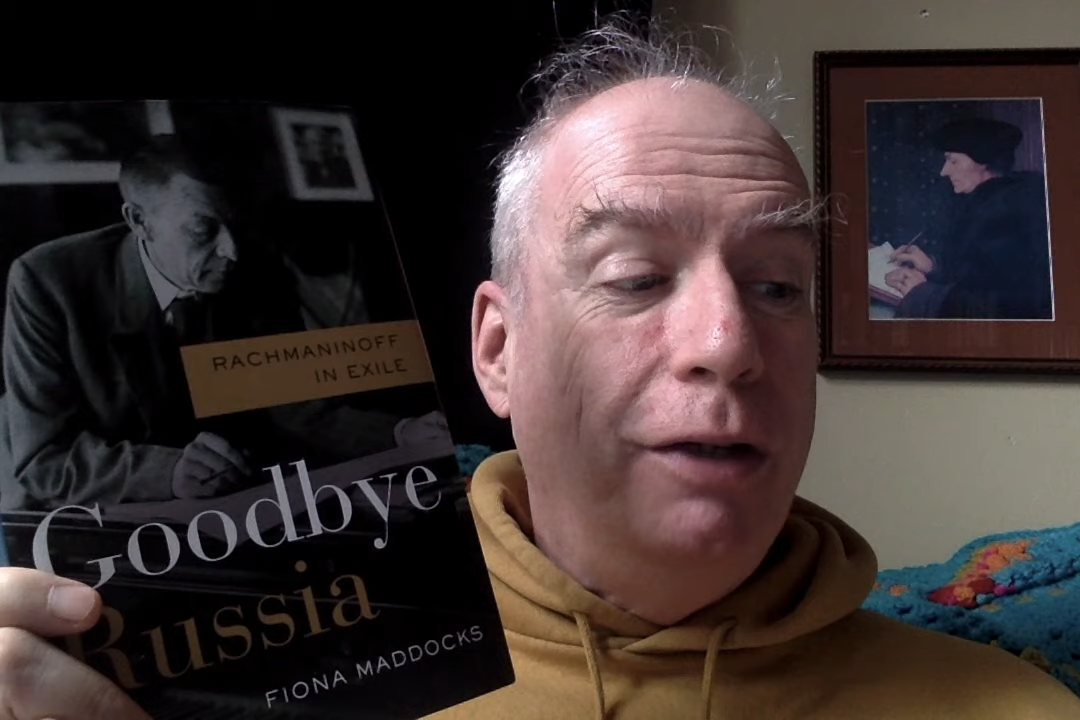 RACHMANINOFF
IN EXILE
Goodbye
Russia
FIONA MADDOCKS